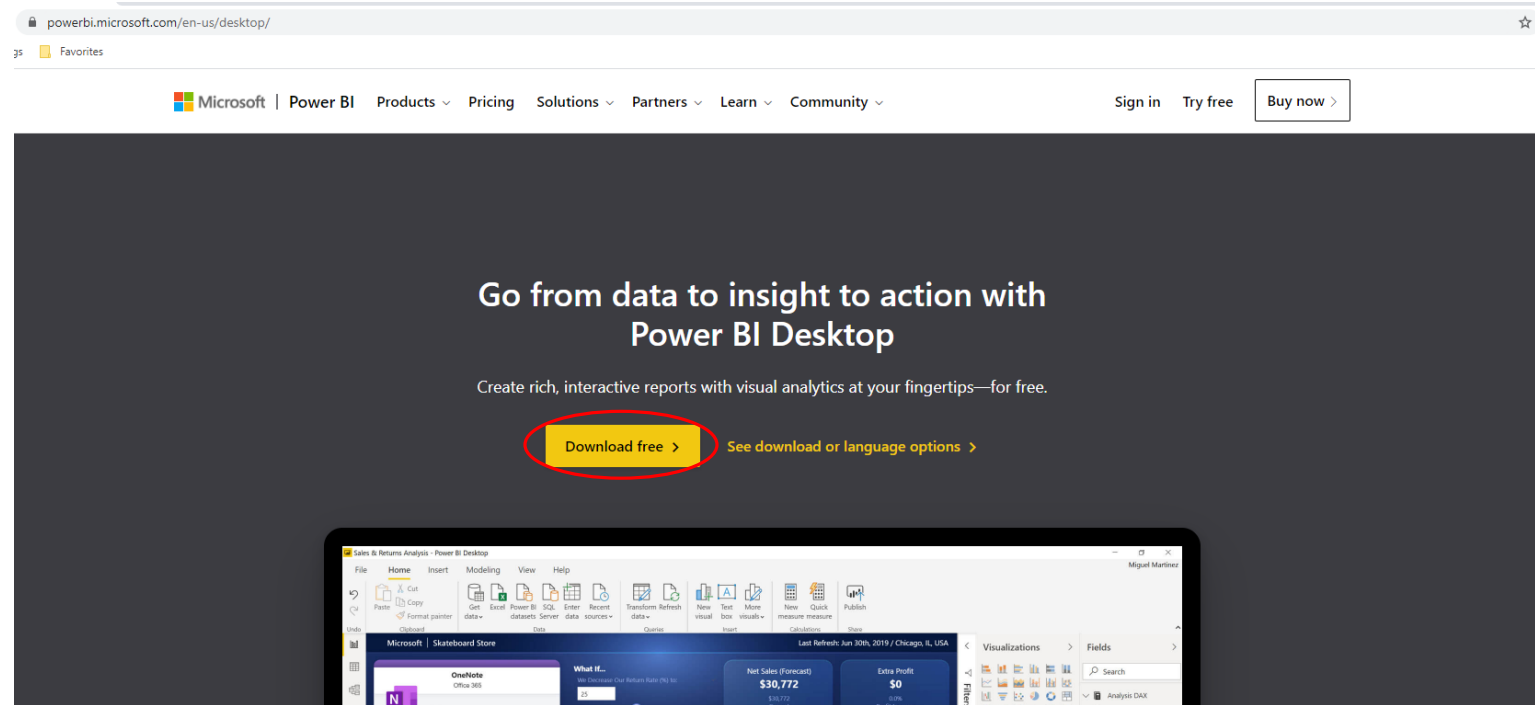 powerbi.microsoft.com/en-us/desktop/
gs Favorites
Microsoft | Power BI Products Pricing Solutions Partners Learn Community Sign in Try free Buy now >
Go from data to insight to action with
Power BI Desktop
Create rich, interactive reports with visual analytics at your fingertips—for free.
Download free > See download or language options >
Sales & Returns Analysis - Power BI Desktop
Miguel Martinez
File Home Insert Modeling View Help
Paste
Cut
Copy
Format painter
Get data
Excel
Power BI datasets
SQL Server
Enter data
Recent sources
Transform data
Refresh
New visual
Text box
More visuals
New measure
Quick measure
Publish
Undo Clipboard Data Queries Insert Calculations Share
Microsoft | Skateboard Store Last Refresh: Jun 30th, 2019 / Chicago, IL, USA
Visualizations > Fields >
OneNote
Office 365
N
What If...
We Decrease Our Return Rate (%) to:
25
Net Sales (Forecast)
$30,772
$30,772
Extra Profit
$0
0.0%
Filter
Search
Analysis DAX